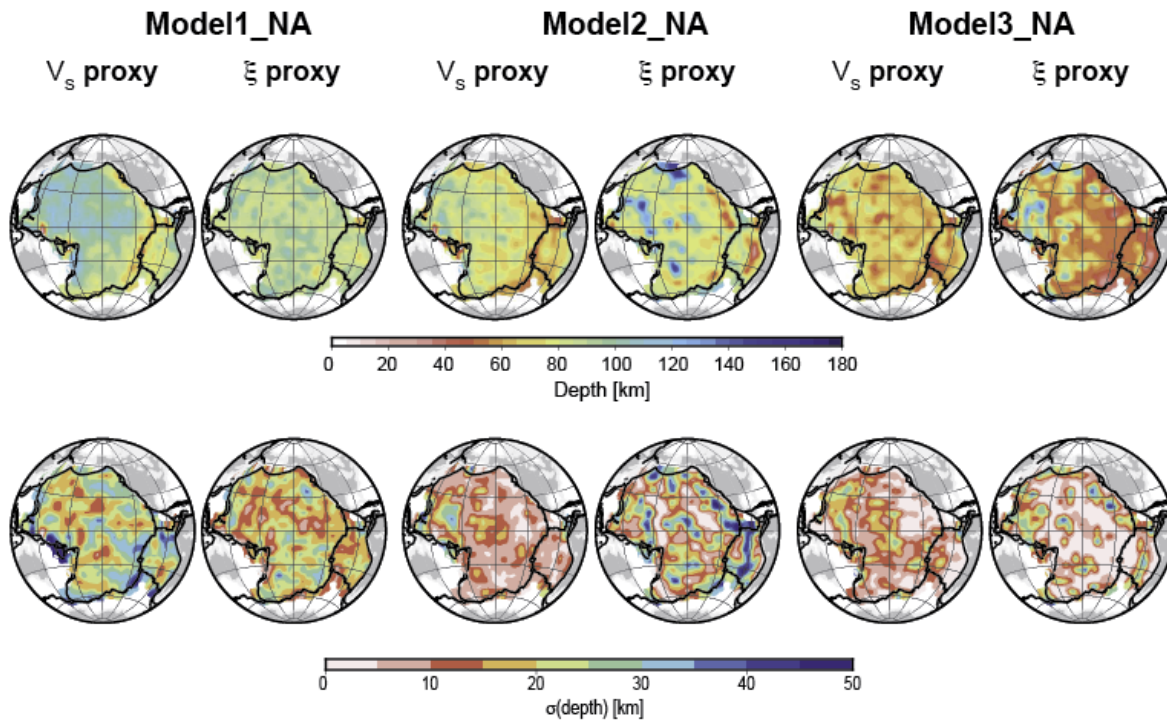 Model1_NA Model2_NA Model3_NA
Vs proxy ξ proxy Vs proxy ξ proxy Vs proxy ξ proxy
0 20 40 60 80 100 120 140 160 180
Depth [km]
0 10 20 30 40 50
σ(depth) [km]